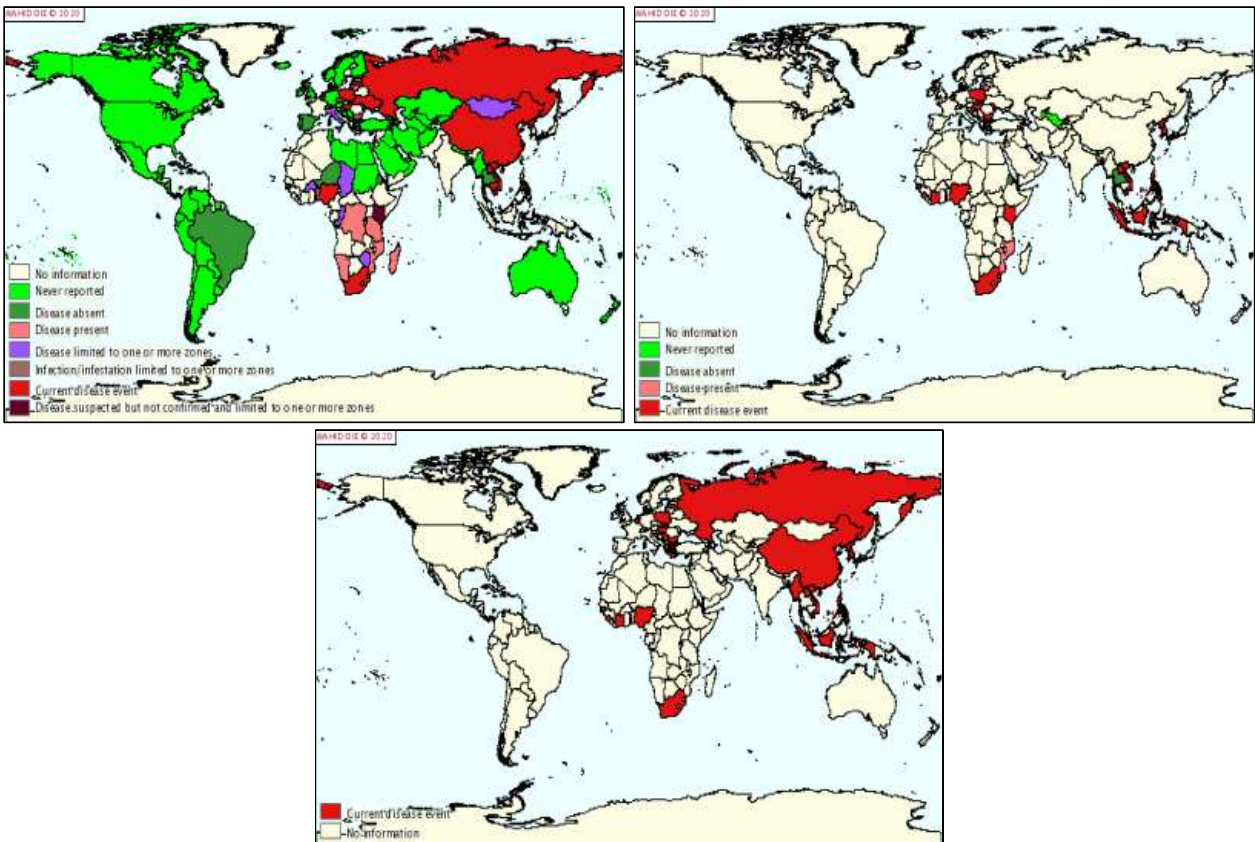 WAHID OIE © 2020
No information
Never reported
Disease absent
Disease present
Disease limited to one or more zones
Infection/infestation limited to one or more zones
Current disease event
Disease suspected but not confirmed and limited to one or more zones
WAHID OIE © 2020
No information
Never reported
Disease absent
Disease present
Current disease event
WAHID OIE © 2020
Current disease event
No information